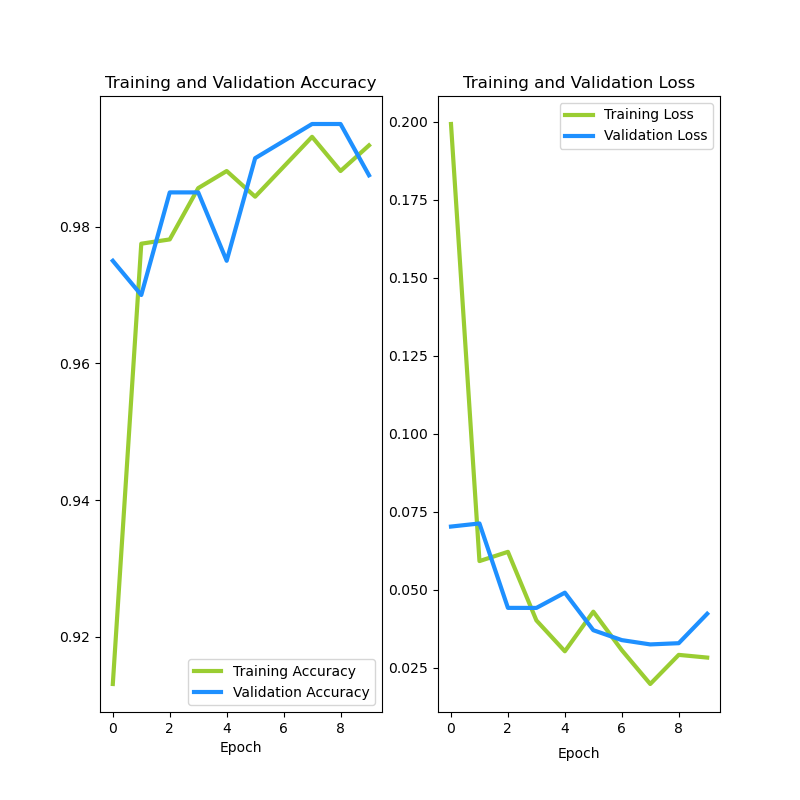 Training and Validation Accuracy
0.98
0.96
0.94
0.92
0 2 4 6 8
Epoch
Training Accuracy
Validation Accuracy
Training and Validation Loss
0.200
0.175
0.150
0.125
0.100
0.075
0.050
0.025
0 2 4 6 8
Epoch
Training Loss
Validation Loss